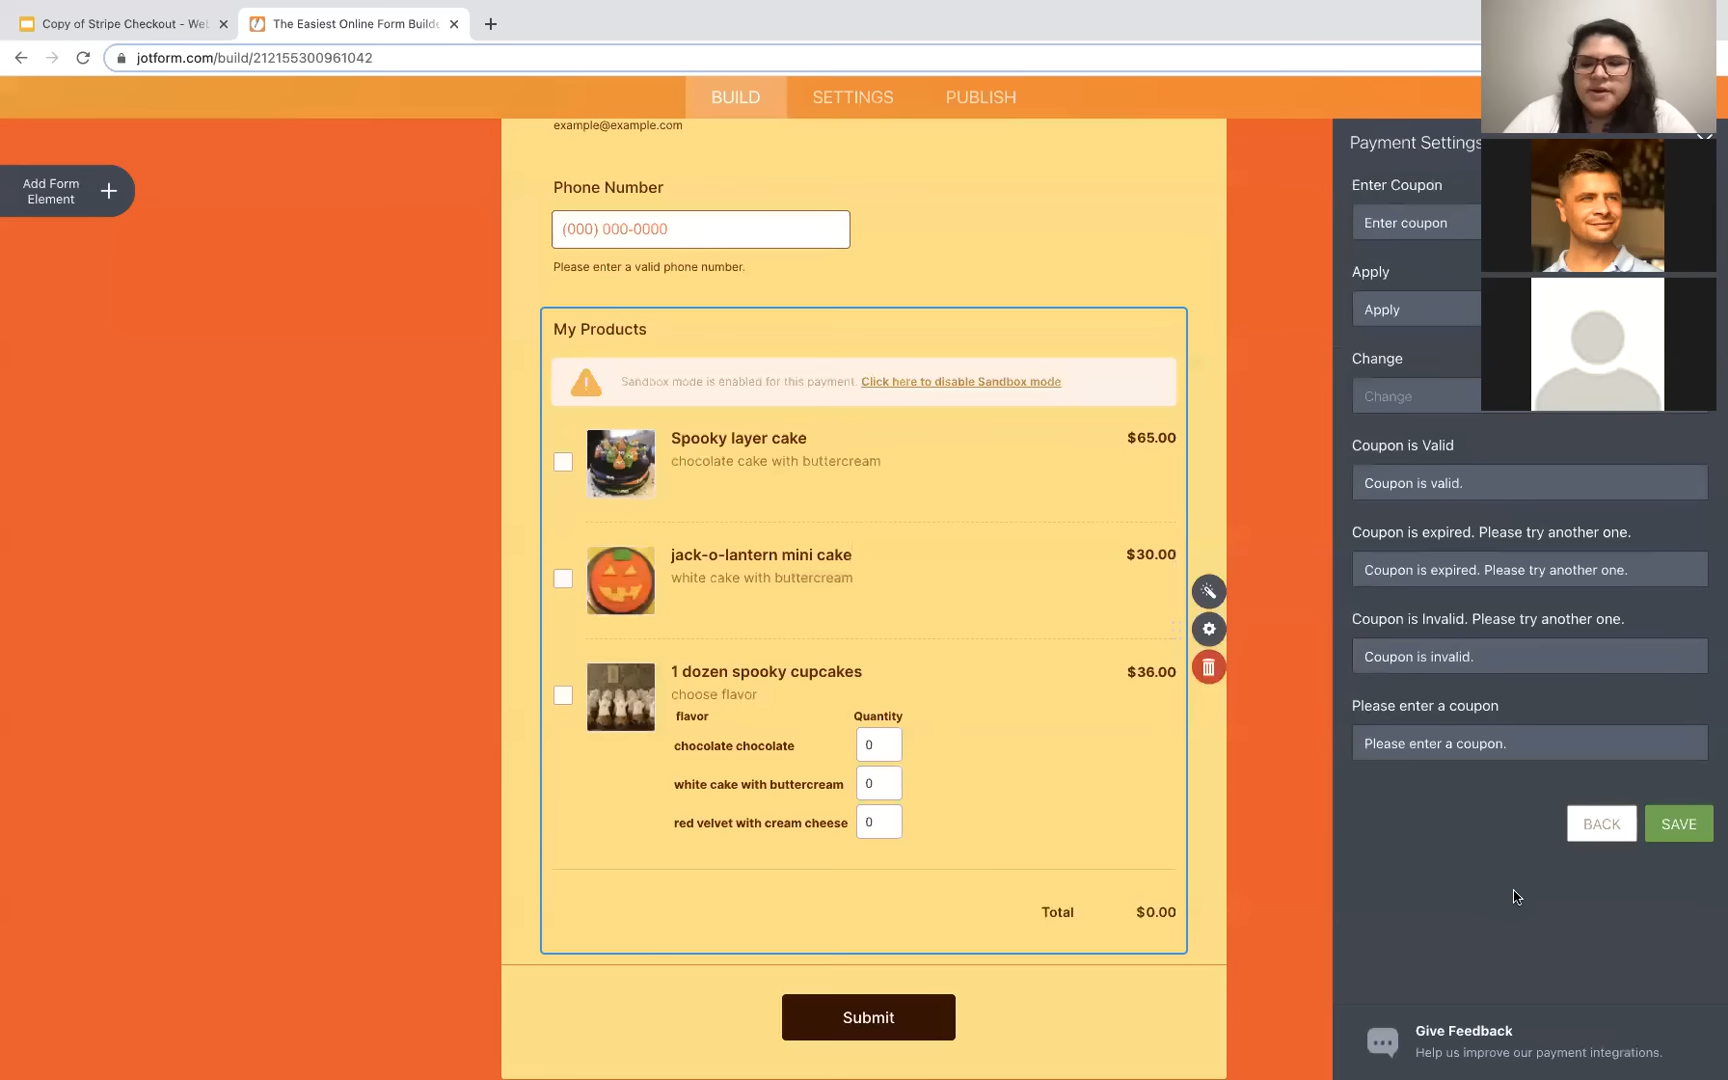 Copy of Stripe Checkout - We
The Easiest Online Form Builde
jotform.com/build/212155300961042
BUILD
SETTINGS
PUBLISH
Add Form
Element
example@example.com
Phone Number
(000) 000-0000
Please enter a valid phone number.
My Products
Sandbox mode is enabled for this payment. Click here to disable Sandbox mode
Spooky layer cake
$65.00
chocolate cake with buttercream
jack-o-lantern mini cake
$30.00
white cake with buttercream
1 dozen spooky cupcakes
$36.00
choose flavor
flavor
Quantity
chocolate chocolate
0
white cake with buttercream
0
red velvet with cream cheese
0
Total
$0.00
Submit
Payment Settings
Enter Coupon
Enter coupon
Apply
Apply
Change
Change
Coupon is Valid
Coupon is valid.
Coupon is expired. Please try another one.
Coupon is expired. Please try another one.
Coupon is Invalid. Please try another one.
Coupon is invalid.
Please enter a coupon
Please enter a coupon.
BACK
SAVE
Give Feedback
Help us improve our payment integrations.